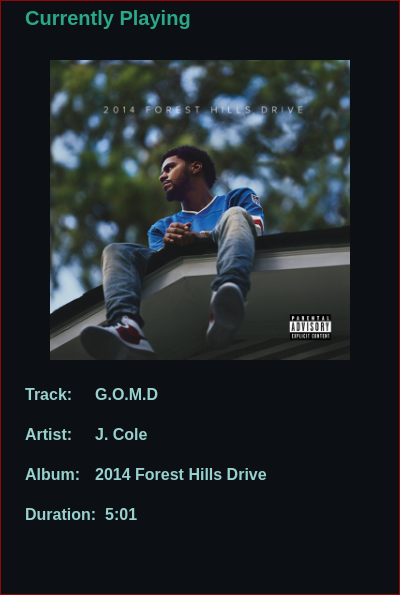 Currently Playing
2014 FOREST HILLS DRIVE
PARENTAL
ADVISORY
EXPLICIT CONTENT
Track: G.O.M.D
Artist: J. Cole
Album: 2014 Forest Hills Drive
Duration: 5:01